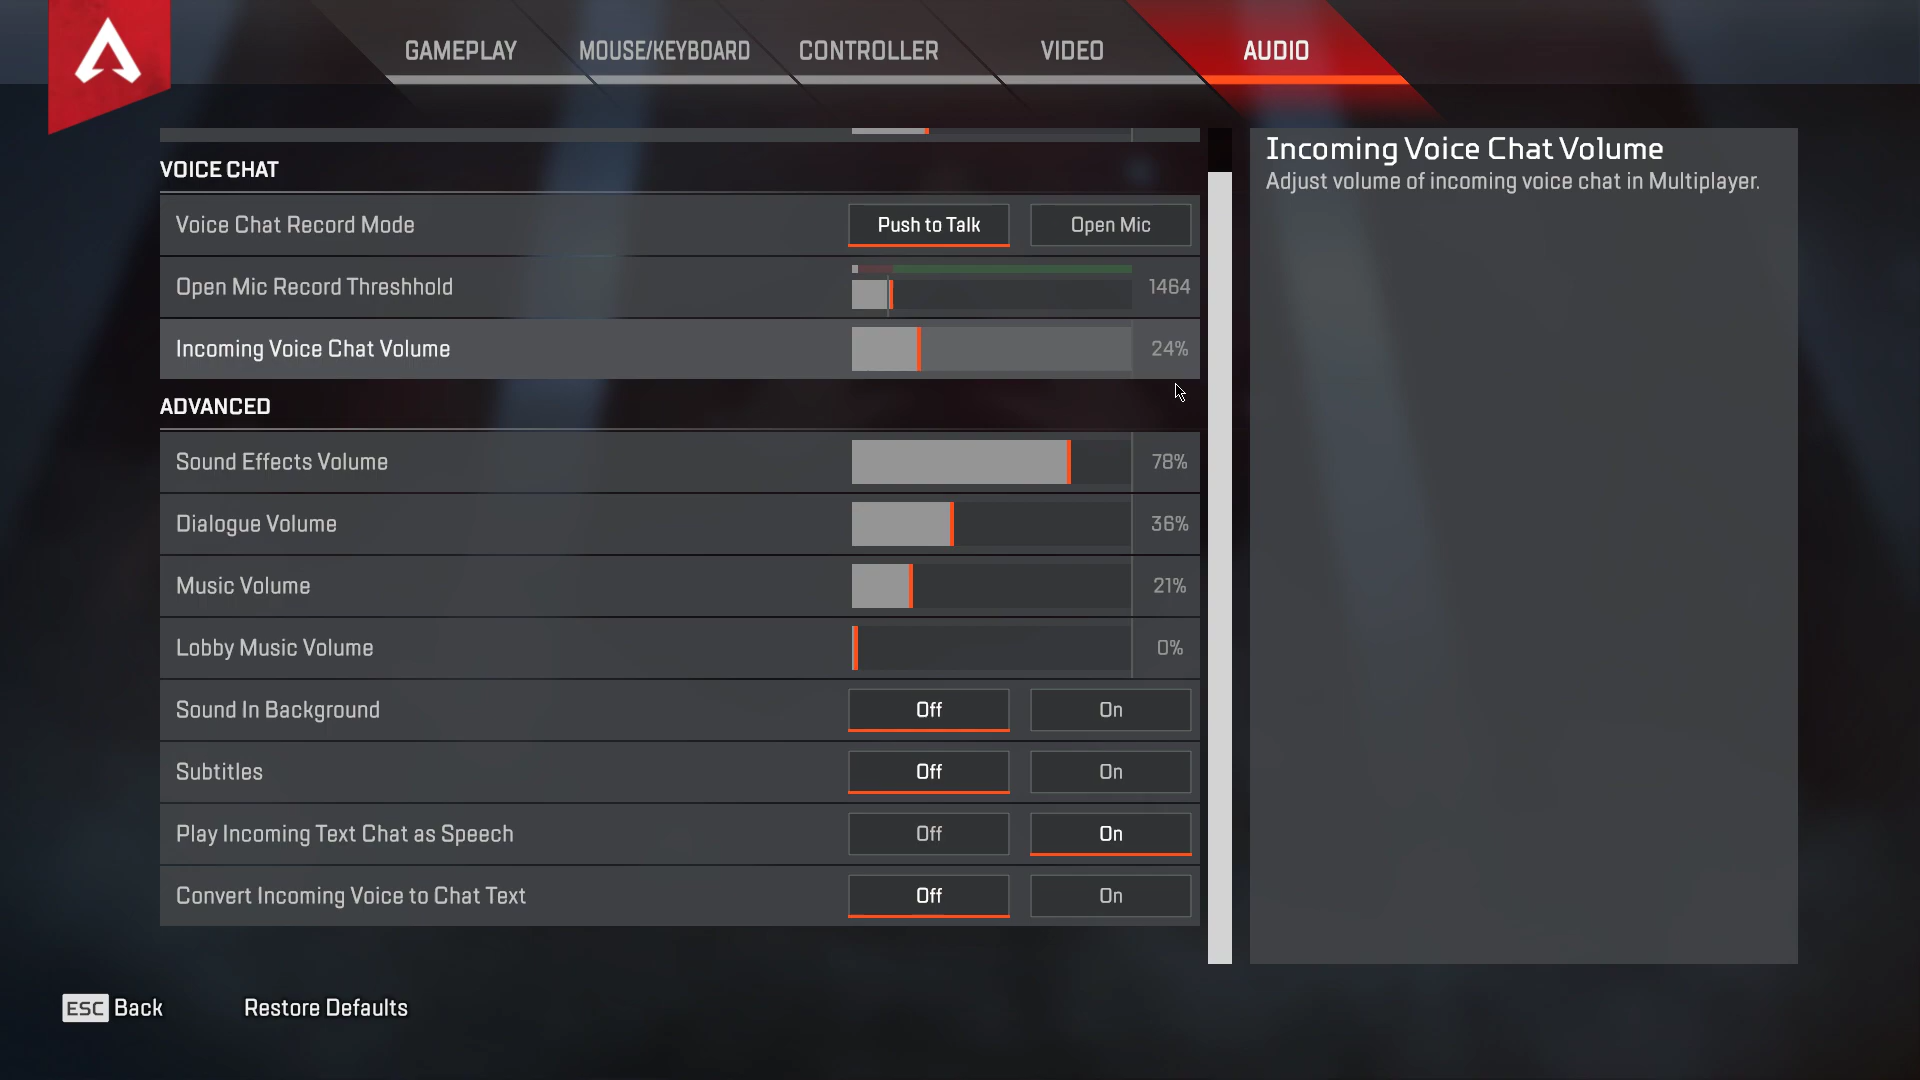 GAMEPLAY MOUSE/KEYBOARD CONTROLLER VIDEO AUDIO
VOICE CHAT
Voice Chat Record Mode Push to Talk Open Mic
Open Mic Record Threshhold 1464
Incoming Voice Chat Volume 24%
ADVANCED
Sound Effects Volume 78%
Dialogue Volume 36%
Music Volume 21%
Lobby Music Volume 0%
Sound In Background Off On
Subtitles Off On
Play Incoming Text Chat as Speech Off On
Convert Incoming Voice to Chat Text Off On
Incoming Voice Chat Volume
Adjust volume of incoming voice chat in Multiplayer.
ESC Back Restore Defaults